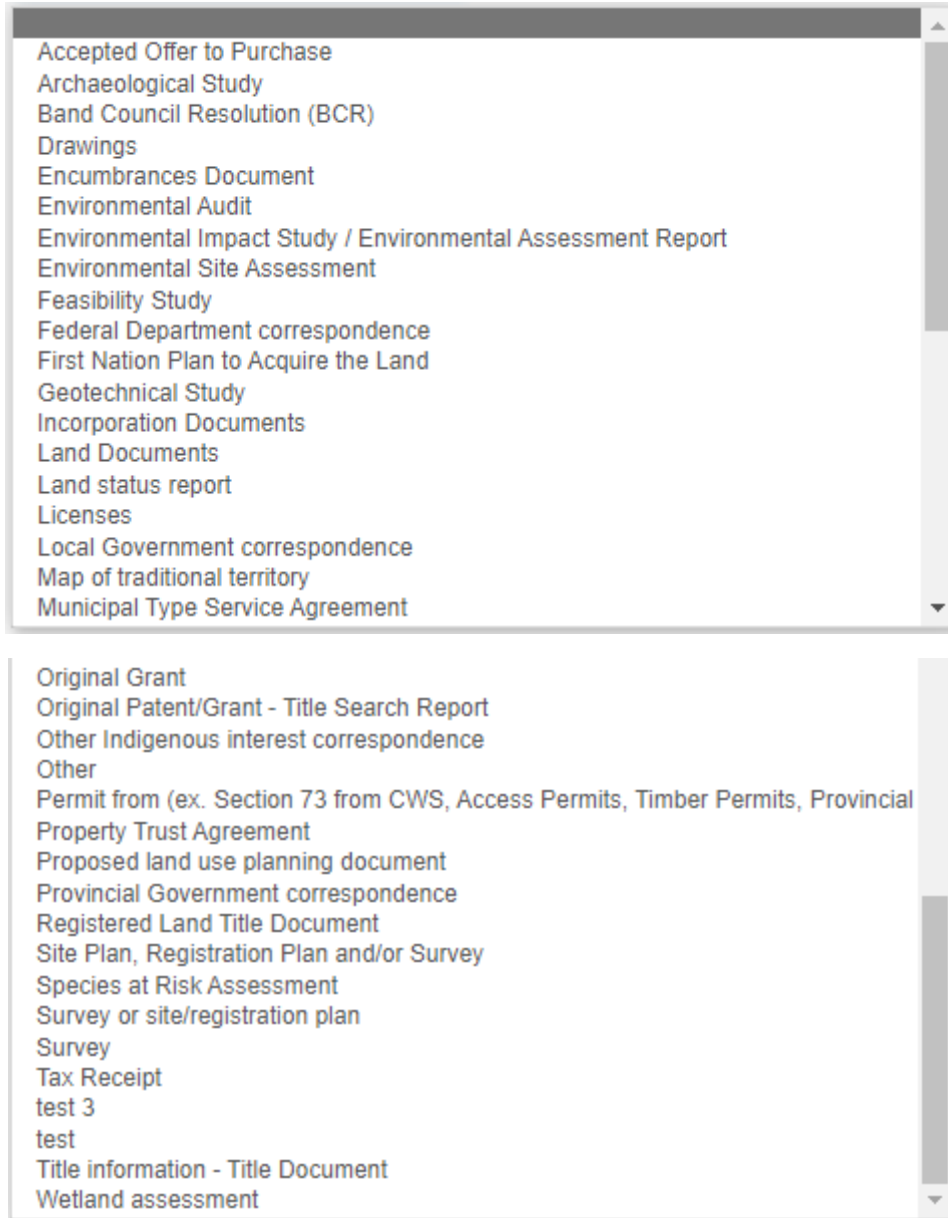 Accepted Offer to Purchase
Archaeological Study
Band Council Resolution (BCR)
Drawings
Encumbrances Document
Environmental Audit
Environmental Impact Study / Environmental Assessment Report
Environmental Site Assessment
Feasibility Study
Federal Department correspondence
First Nation Plan to Acquire the Land
Geotechnical Study
Incorporation Documents
Land Documents
Land status report
Licenses
Local Government correspondence
Map of traditional territory
Municipal Type Service Agreement
Original Grant
Original Patent/Grant - Title Search Report
Other Indigenous interest correspondence
Other
Permit from (ex. Section 73 from CWS, Access Permits, Timber Permits, Provincial
Property Trust Agreement
Proposed land use planning document
Provincial Government correspondence
Registered Land Title Document
Site Plan, Registration Plan and/or Survey
Species at Risk Assessment
Survey or site/registration plan
Survey
Tax Receipt
test 3
test
Title information - Title Document
Wetland assessment